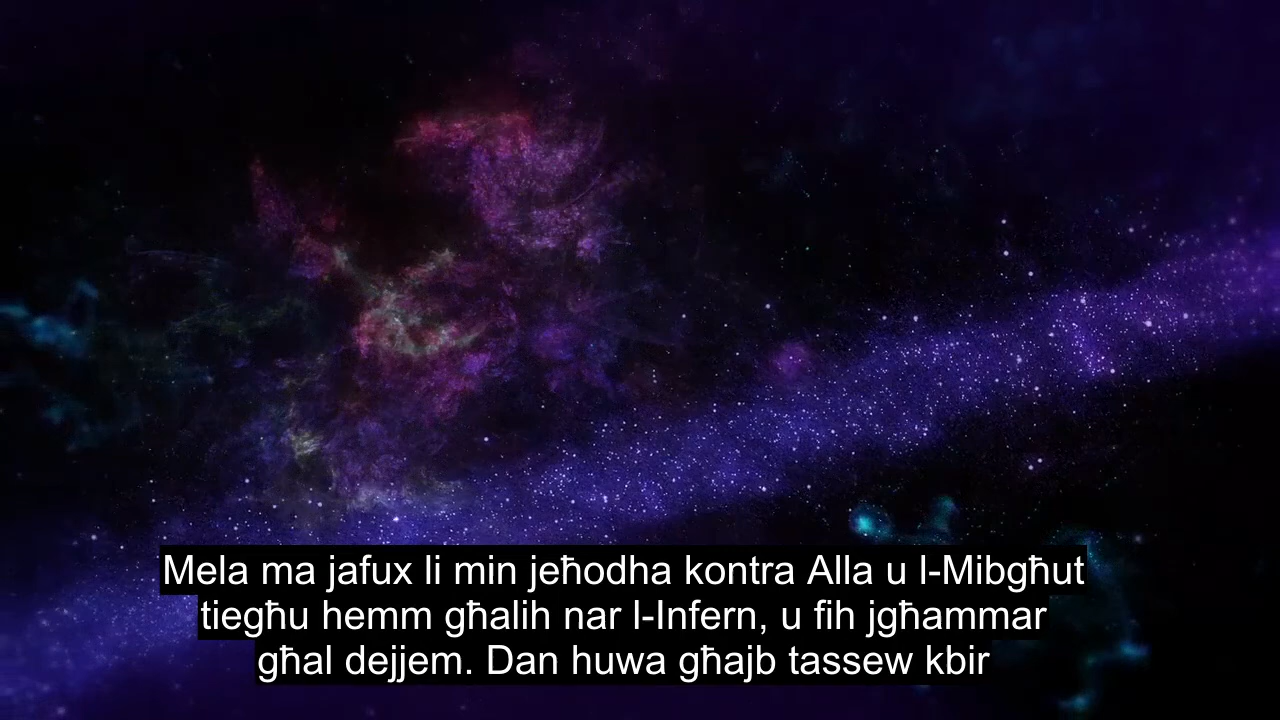 Mela ma jafux li min jeħodha kontra Alla u l-Mibgħut
tiegħu hemm għalih nar l-Infern, u fih jgħammar
għal dejjem. Dan huwa għajb tassew kbir